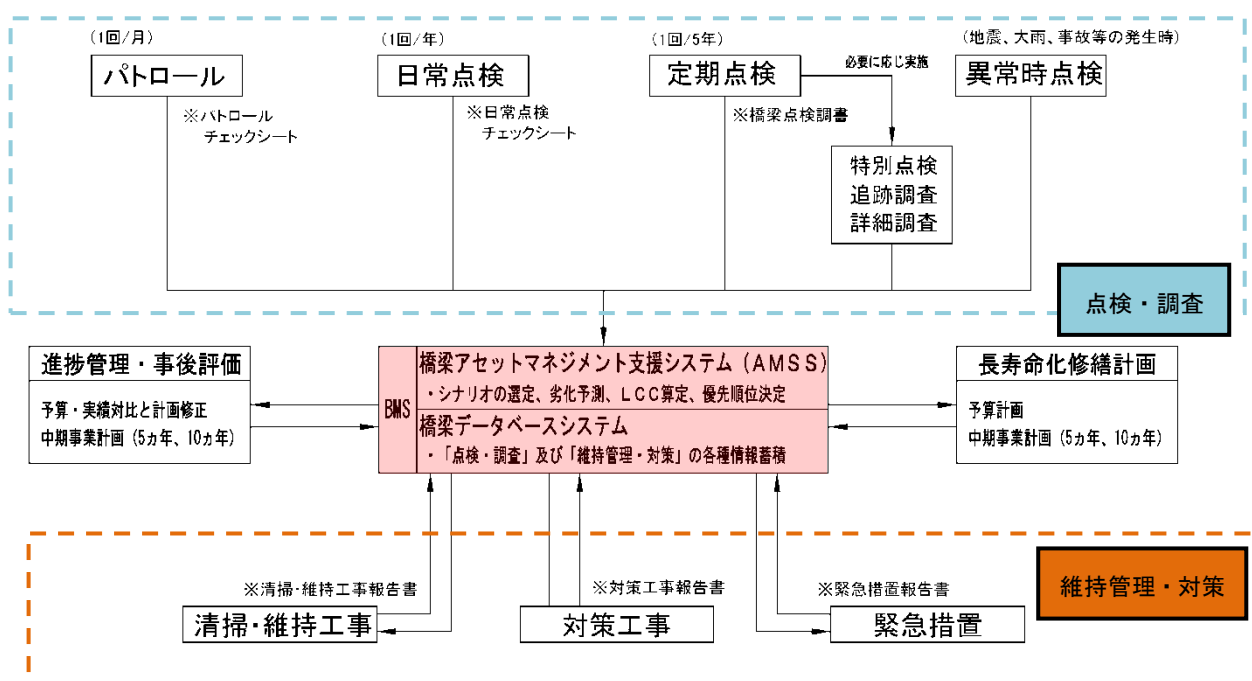 (1回/月)
パトロール
※パトロール
チェックシート
(1回/年)
日常点検
※日常点検
チェックシート
(1回/5年)
定期点検
※橋梁点検調書
必要に応じ実施
特別点検
追跡調査
詳細調査
(地震、大雨、事故等の発生時)
異常時点検
点検・調査
進捗管理・事後評価
予算・実績対比と計画修正
中期事業計画(5ヵ年、10ヵ年)
BMS
橋梁アセットマネジメント支援システム(AMSS)
・シナリオの選定、劣化予測、LCC算定、優先順位決定
橋梁データベースシステム
・「点検・調査」及び「維持管理・対策」の各種情報蓄積
長寿命化修繕計画
予算計画
中期事業計画(5ヵ年、10ヵ年)
維持管理・対策
※清掃・維持工事報告書
清掃・維持工事
※対策工事報告書
対策工事
※緊急措置報告書
緊急措置